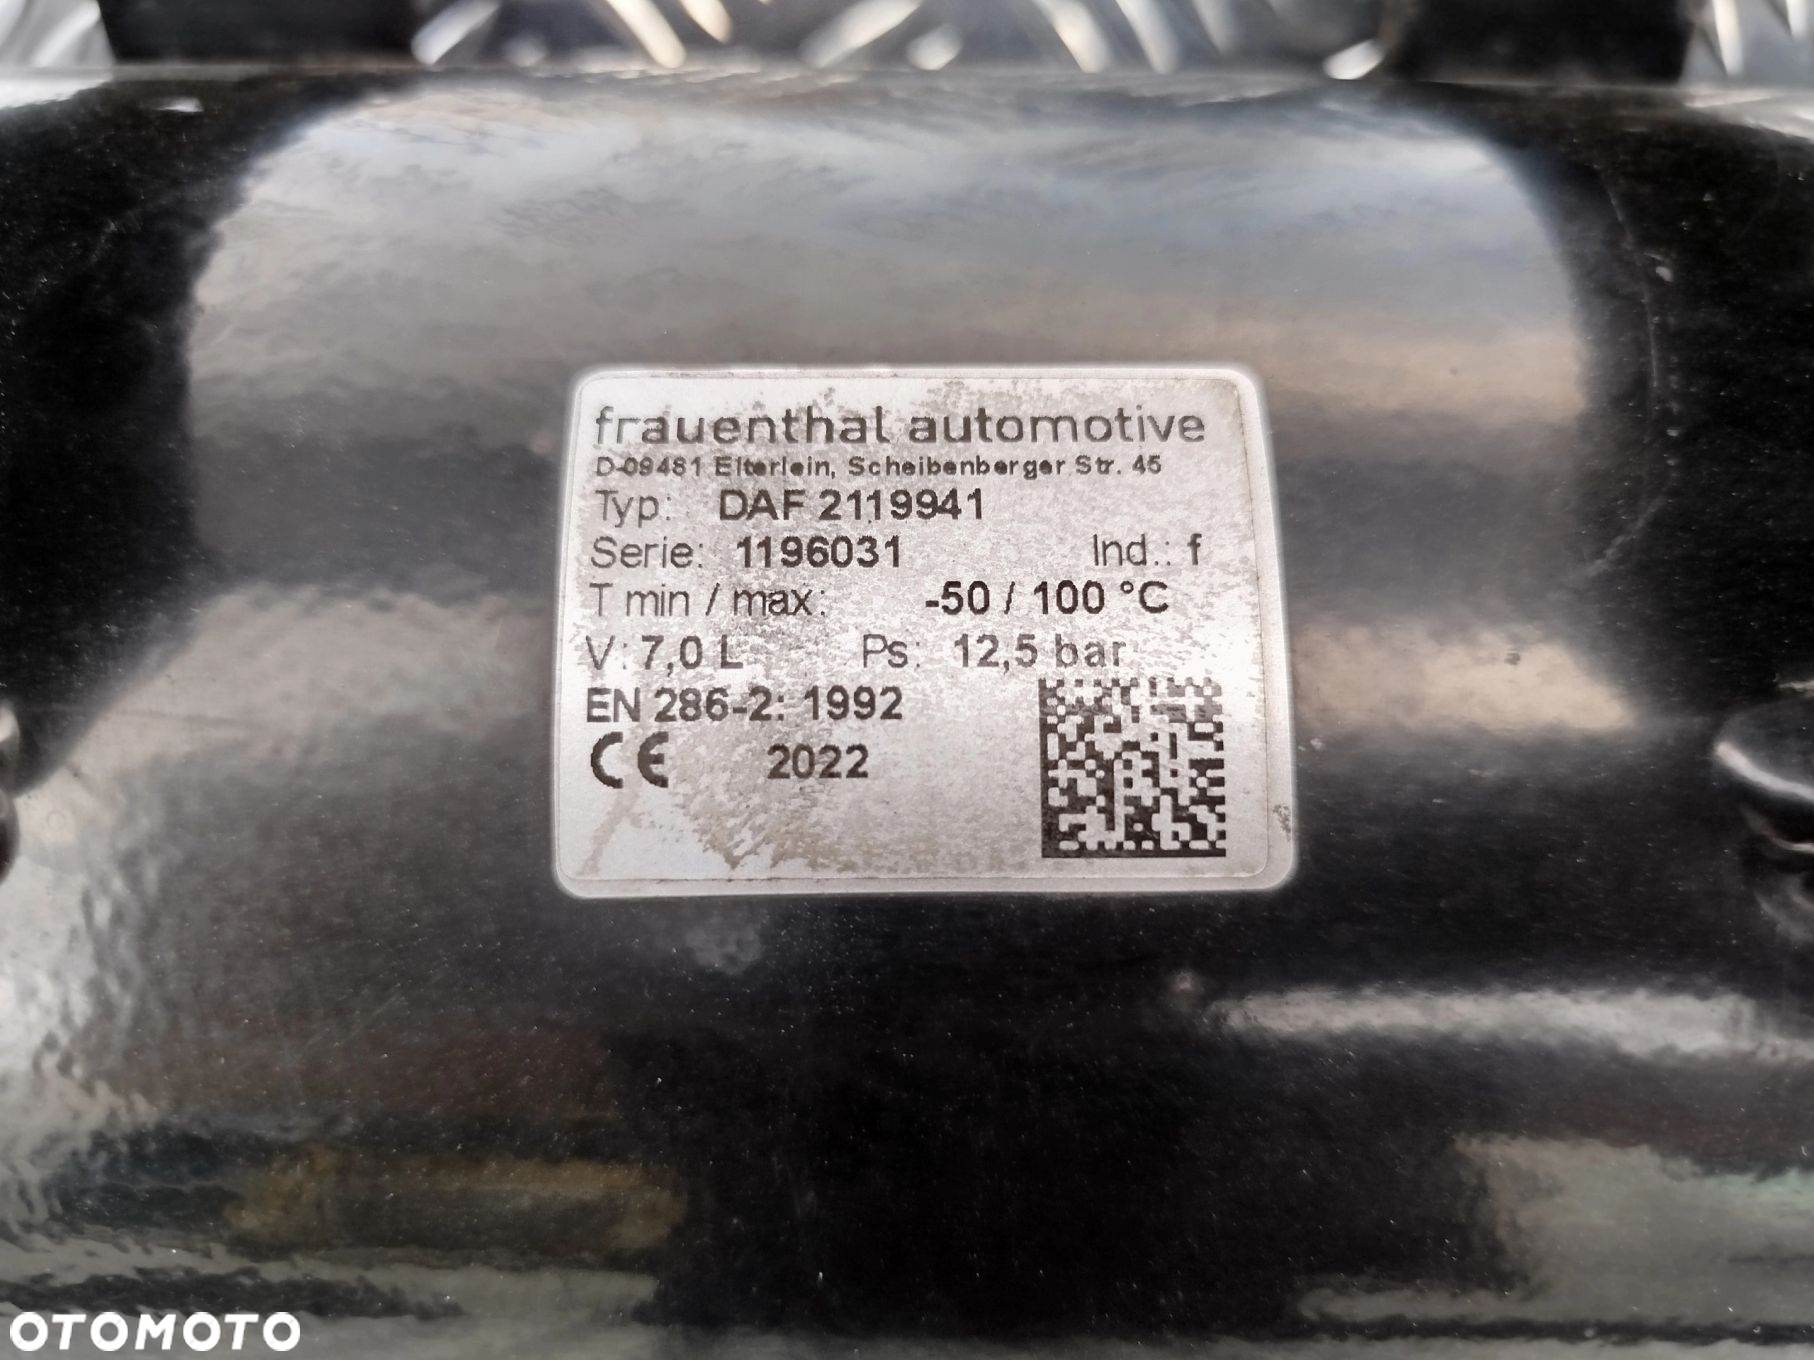 frauenthal automotive
D-09481 Elterlein, Scheibenberger Str. 45
Typ: DAF 2119941
Serie: 1196031 Ind.: f
T min / max: -50 / 100 °C
V: 7,0 L Ps: 12,5 bar
EN 286-2: 1992
CE 2022
OTOMOTO